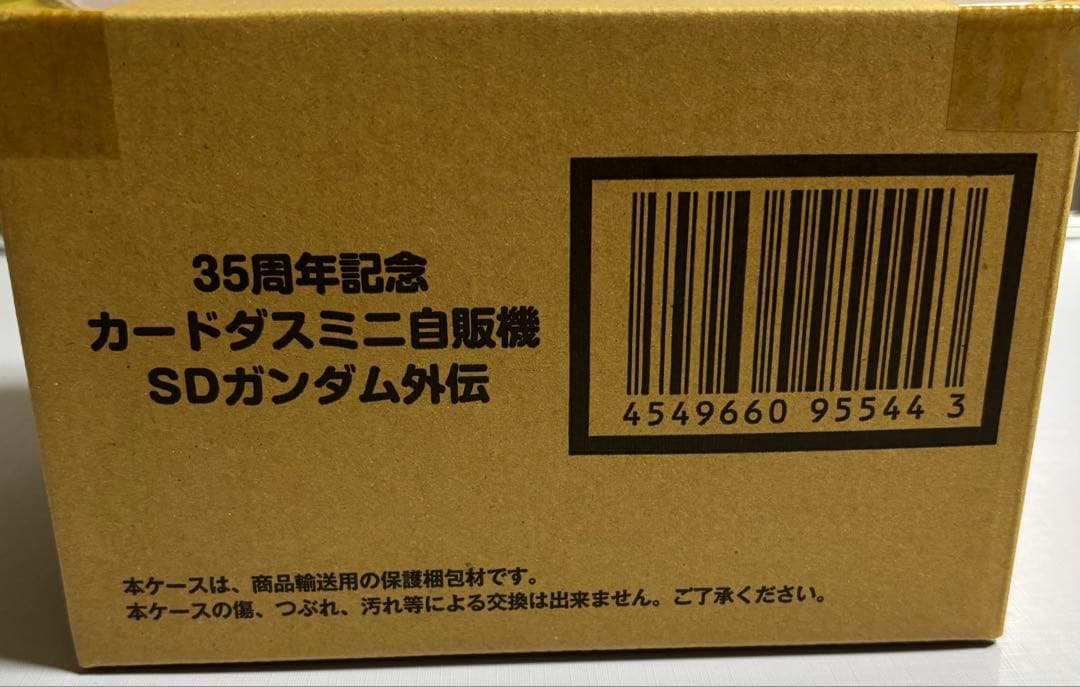 35周年記念
カードダスミニ自販機
SDガンダム外伝
4549660 95544 3
本ケースは、商品輸送用の保護梱包材です。
本ケースの傷、つぶれ、汚れ等による交換は出来ません。ご了承ください。